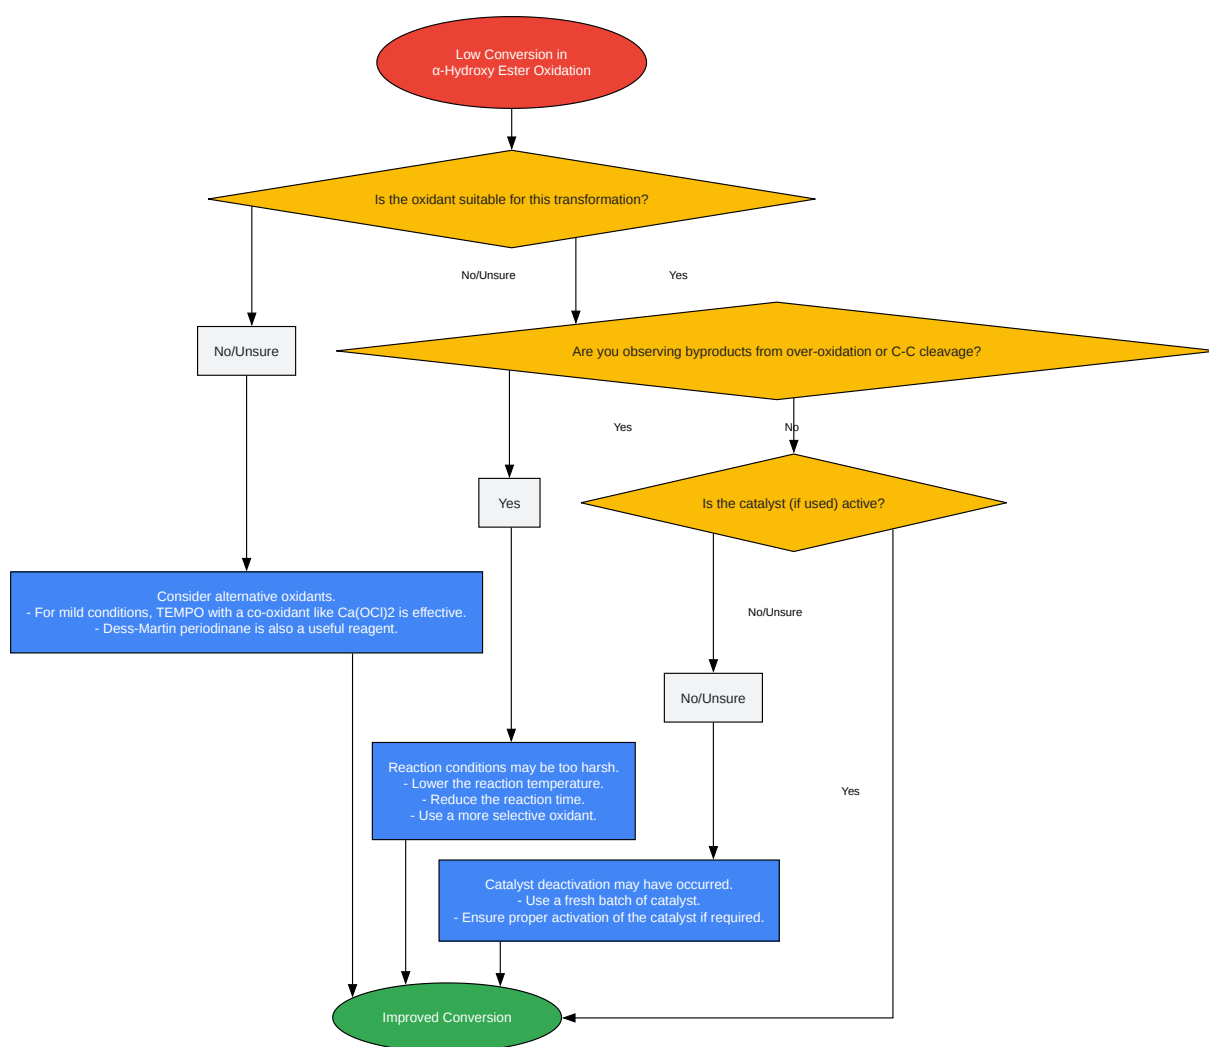 Low Conversion in
α-Hydroxy Ester Oxidation
Is the oxidant suitable for this transformation?
No/Unsure
Yes
No/Unsure
Are you observing byproducts from over-oxidation or C-C cleavage?
Yes
No
Yes
Is the catalyst (if used) active?
Consider alternative oxidants.
- For mild conditions, TEMPO with a co-oxidant like Ca(OCl)2 is effective.
- Dess-Martin periodinane is also a useful reagent.
No/Unsure
No/Unsure
Reaction conditions may be too harsh.
- Lower the reaction temperature.
- Reduce the reaction time.
- Use a more selective oxidant.
Yes
Catalyst deactivation may have occurred.
- Use a fresh batch of catalyst.
- Ensure proper activation of the catalyst if required.
Improved Conversion